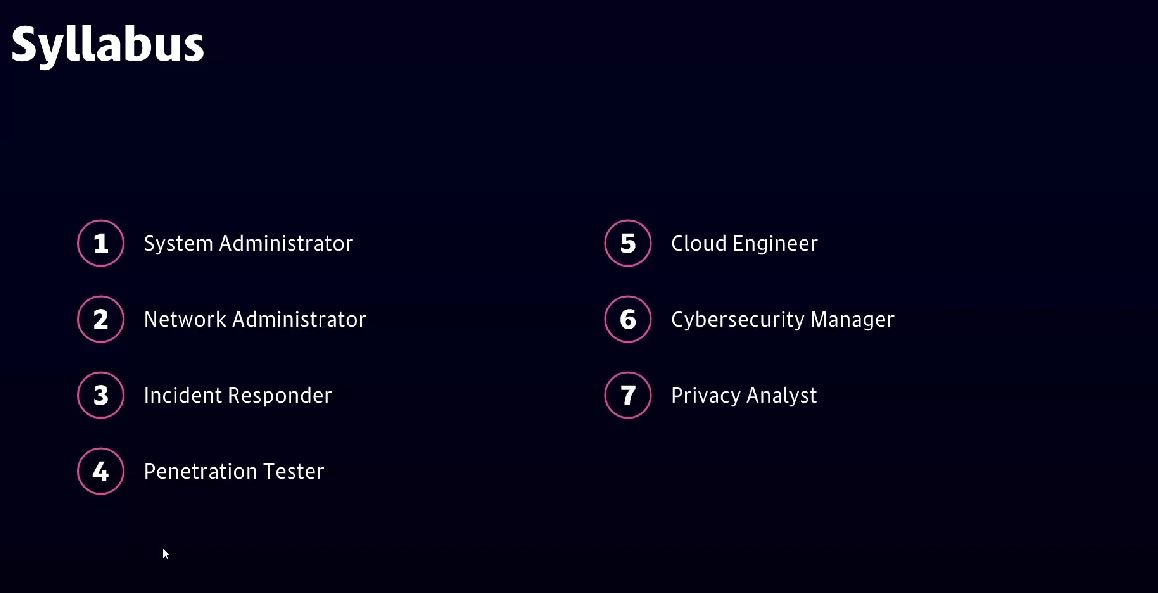 Syllabus
1 System Administrator
2 Network Administrator
3 Incident Responder
4 Penetration Tester
5 Cloud Engineer
6 Cybersecurity Manager
7 Privacy Analyst